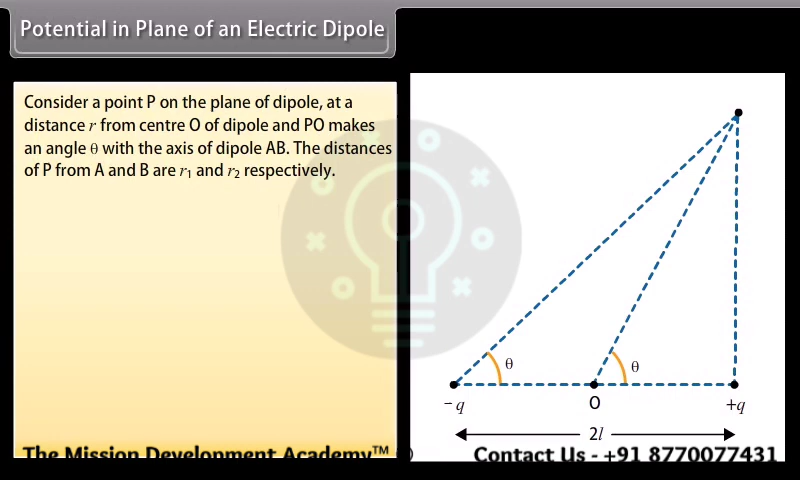 Potential in Plane of an Electric Dipole
Consider a point P on the plane of dipole, at a
distance r from centre O of dipole and PO makes
an angle θ with the axis of dipole AB. The distances
of P from A and B are r₁ and r₂ respectively.
θ
θ
−q
O
+q
2l
The Mission Development Academy™
Contact Us - +91 8770077431